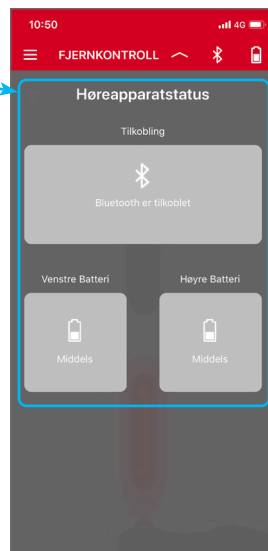 10:50
4G
FJERNKONTROLL
Høreapparatstatus
Tilkobling
Bluetooth er tilkoblet
Venstre Batteri
Høyre Batteri
Middels
Middels